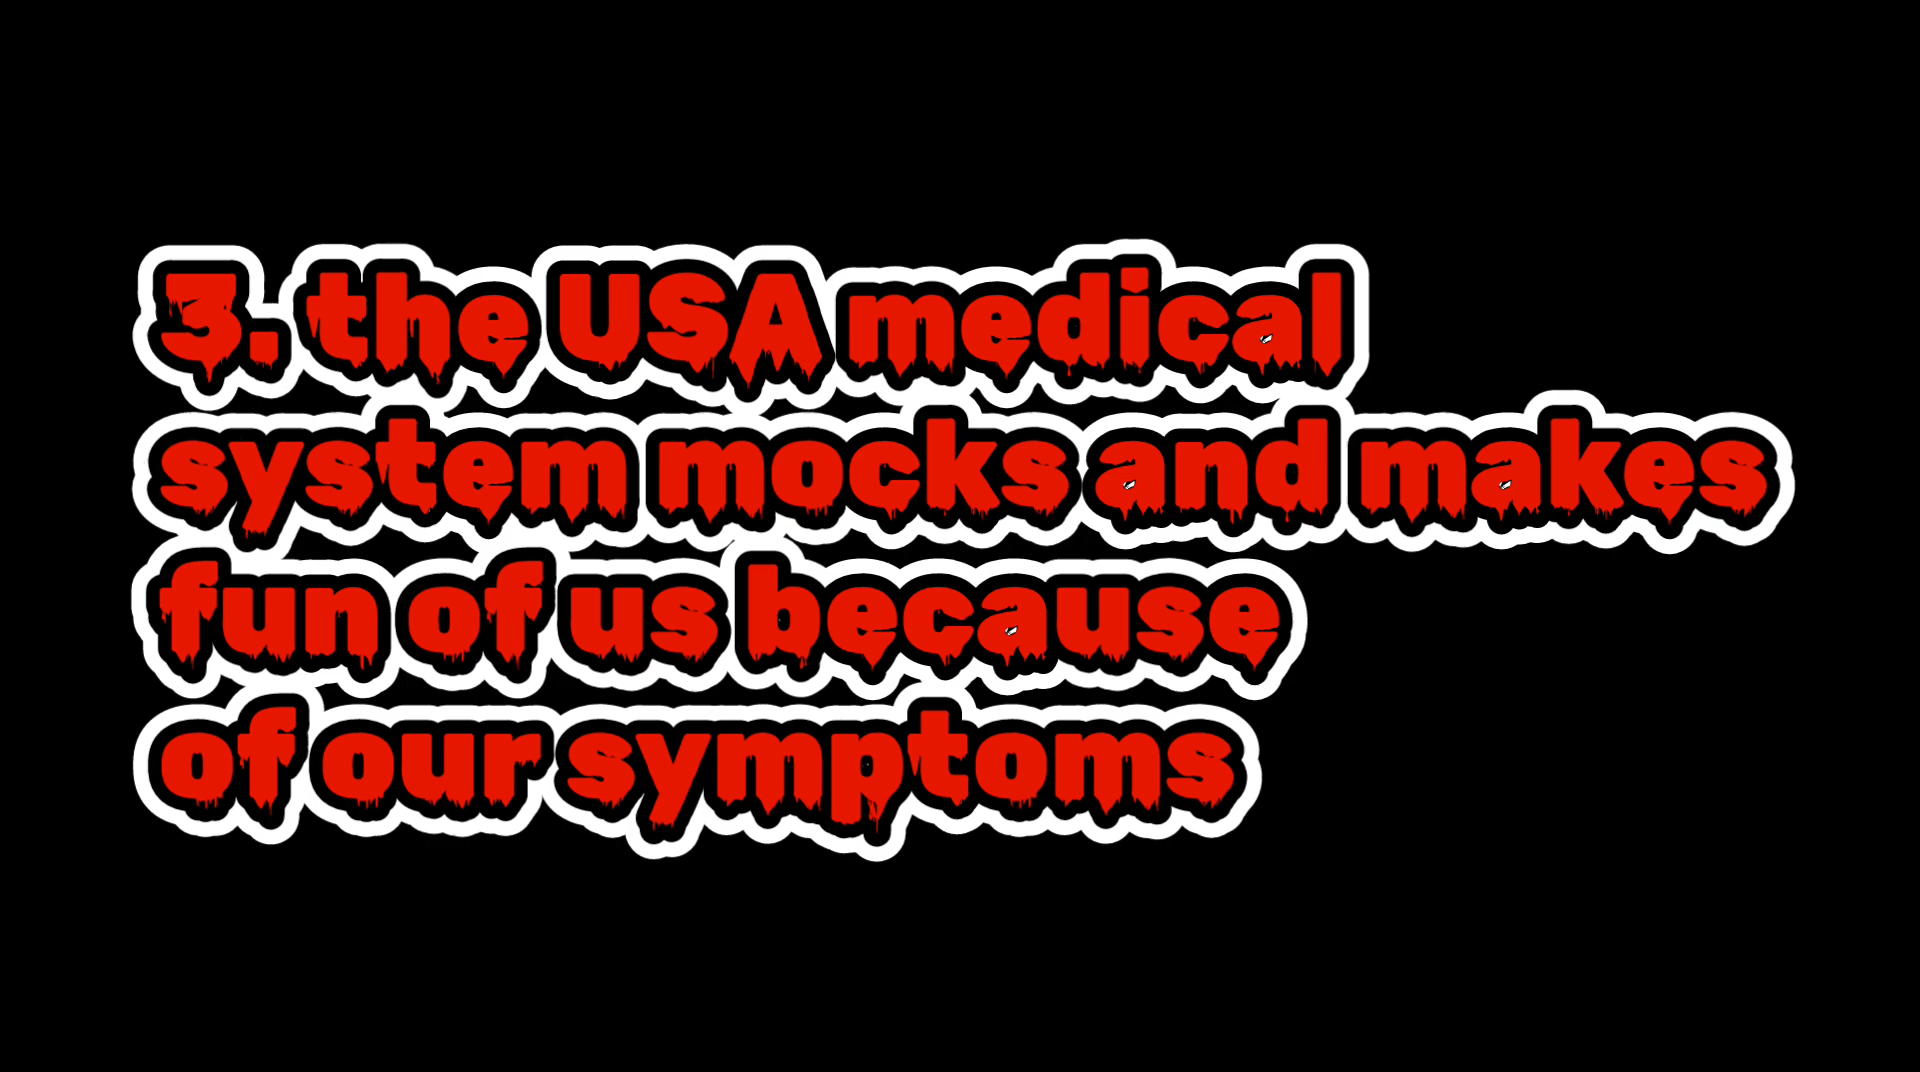 3. the USA medical
system mocks and makes
fun of us because
of our symptoms